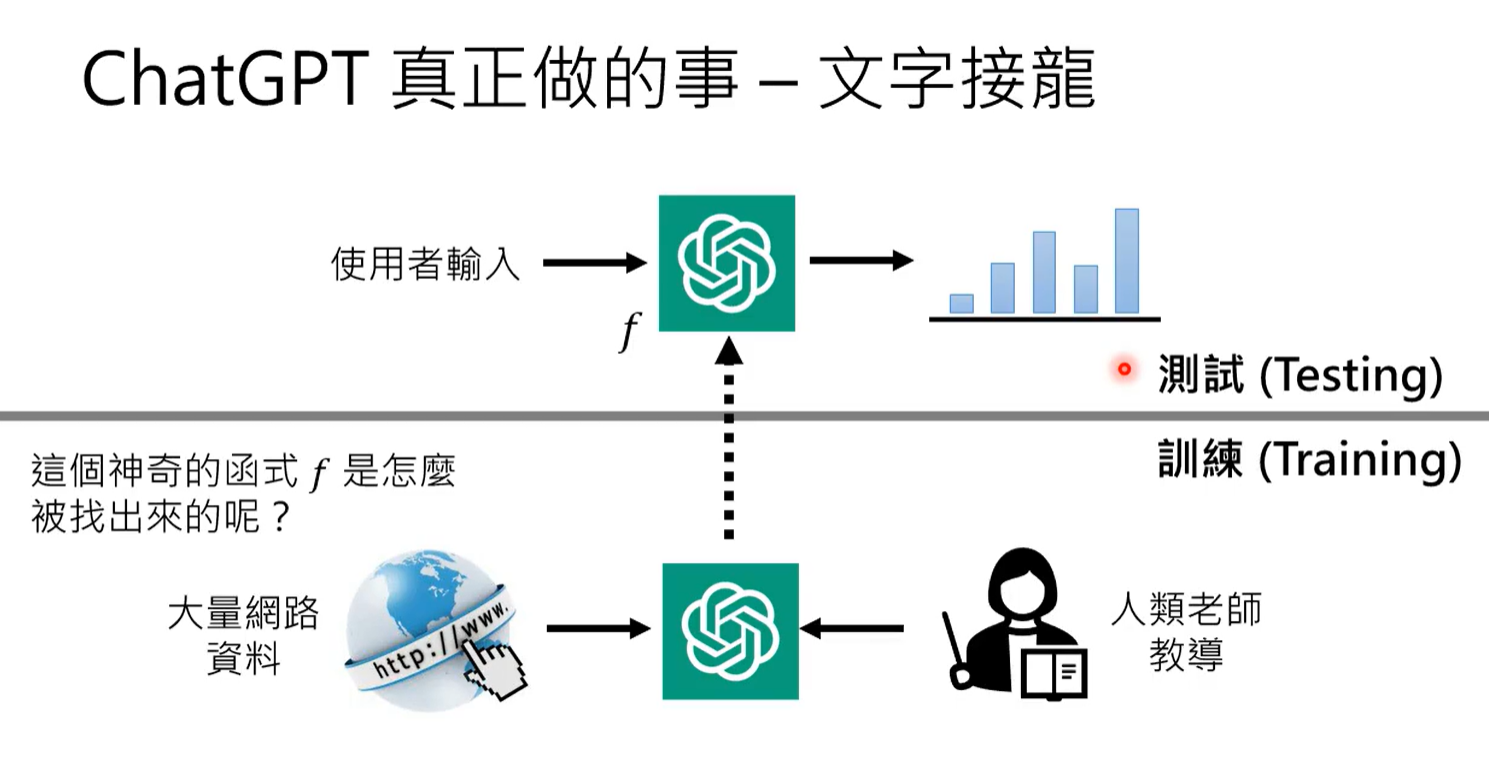 ChatGPT 真正做的事 – 文字接龍
使用者輸入
f
測試 (Testing)
訓練 (Training)
這個神奇的函式 f 是怎麼
被找出來的呢？
大量網路
資料
http://www.
人類老師
教導